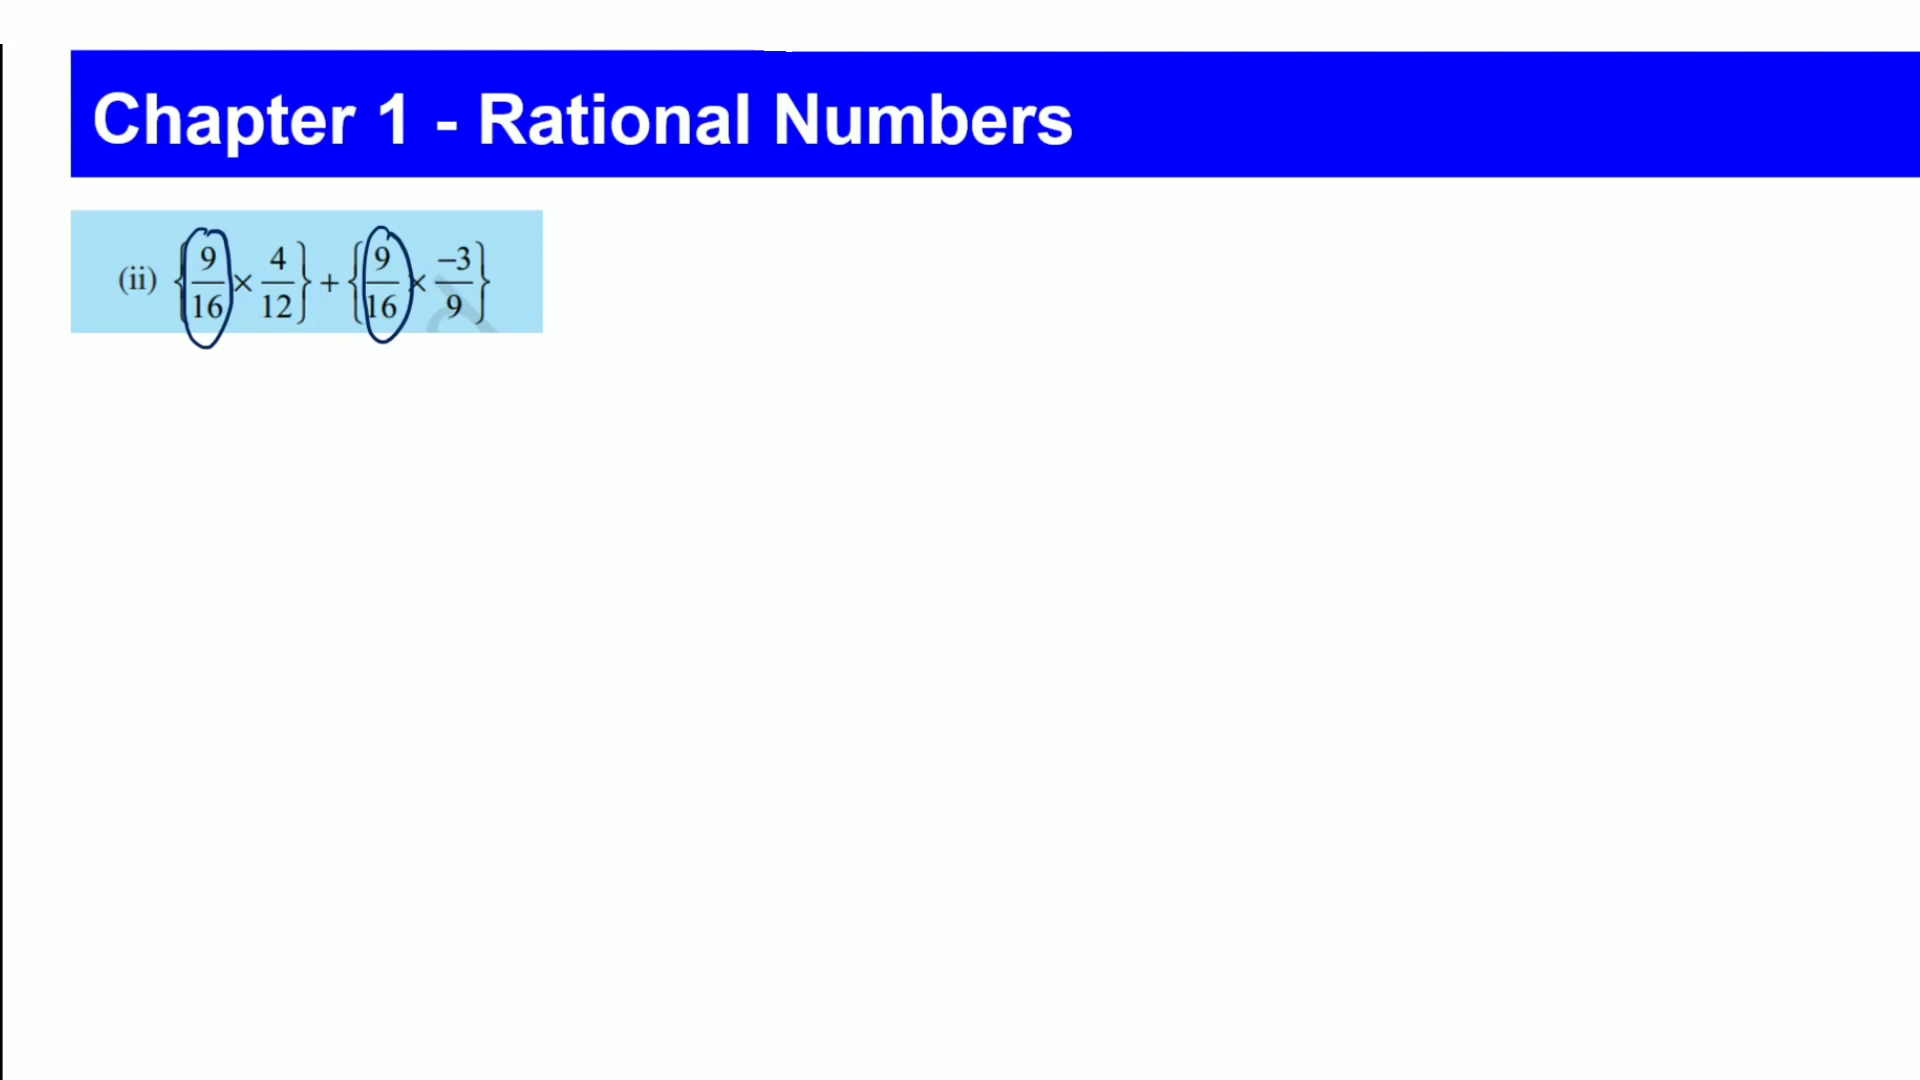 Chapter 1 - Rational Numbers
(ii) {9/16 × 4/12} + {9/16 × -3/9}